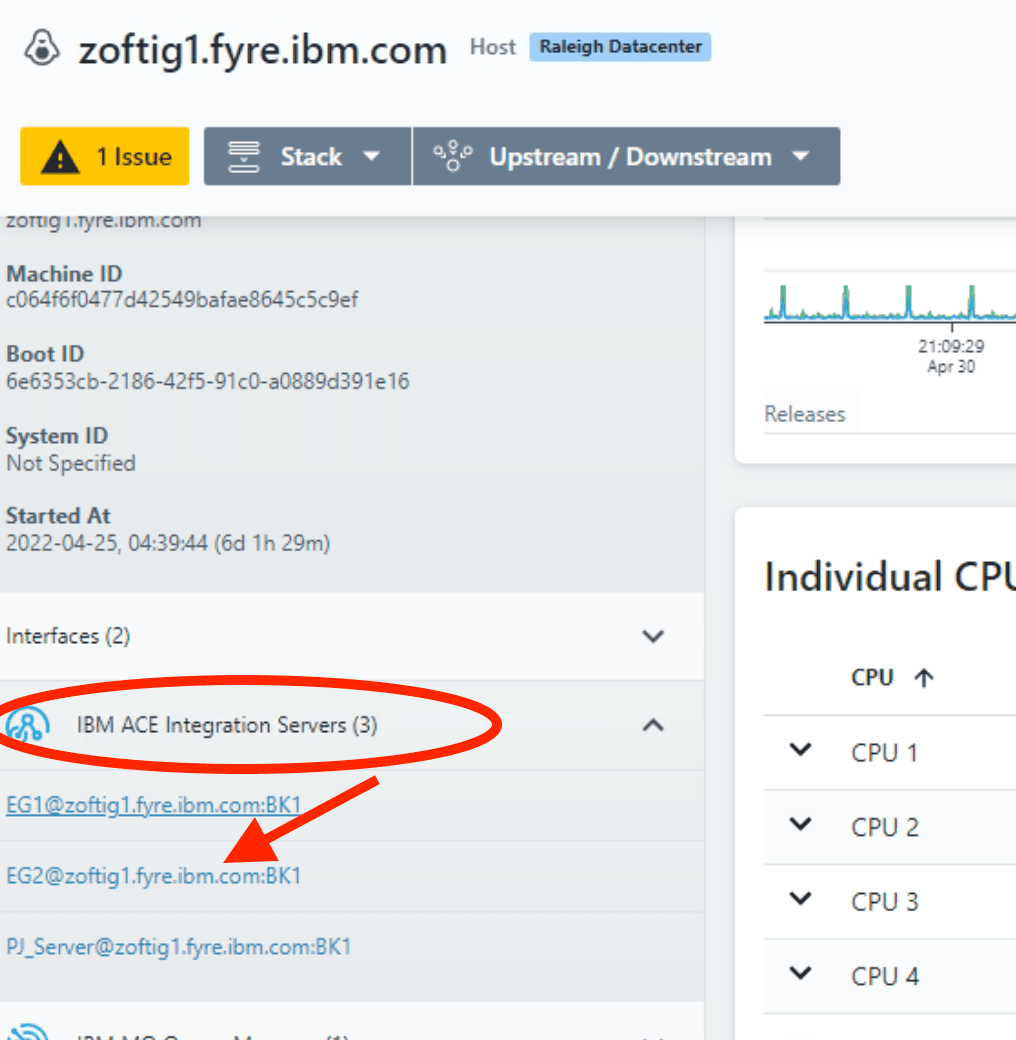 zoftig1.fyre.ibm.com Host Raleigh Datacenter
1 Issue Stack Upstream / Downstream
zoftig1.fyre.ibm.com
Machine ID
c064f6f0477d42549bafae8645c5c9ef
Boot ID
6e6353cb-2186-42f5-91c0-a0889d391e16
System ID
Not Specified
Started At
2022-04-25, 04:39:44 (6d 1h 29m)
Interfaces (2)
IBM ACE Integration Servers (3)
EG1@zoftig1.fyre.ibm.com:BK1
EG2@zoftig1.fyre.ibm.com:BK1
PJ_Server@zoftig1.fyre.ibm.com:BK1
21:09:29
Apr 30
Releases
Individual CPU
CPU
CPU 1
CPU 2
CPU 3
CPU 4